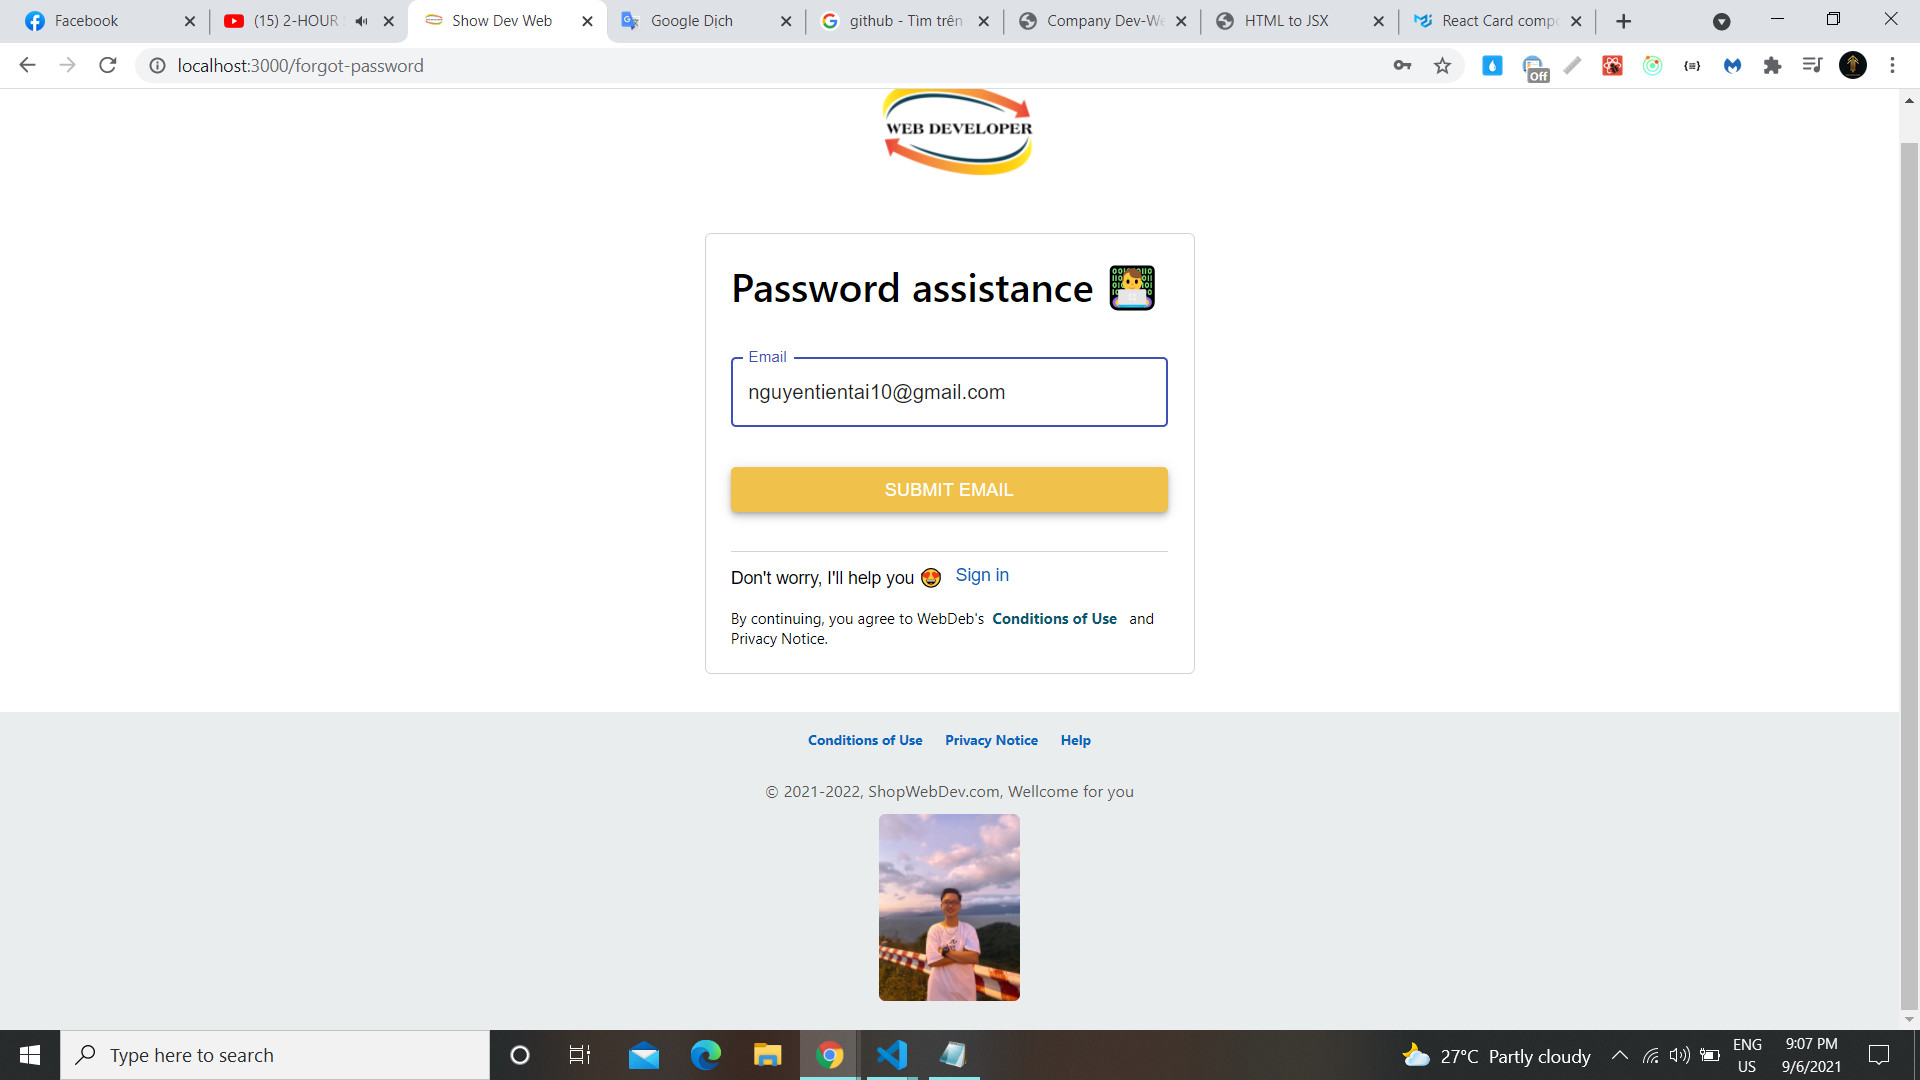 Facebook
(15) 2-HOUR
Show Dev Web
Google Dịch
github - Tìm trên
Company Dev-We
HTML to JSX
React Card compo
localhost:3000/forgot-password
Off
WEB DEVELOPER
Password assistance
Email
nguyentientai10@gmail.com
SUBMIT EMAIL
Don't worry, I'll help you 😍 Sign in
By continuing, you agree to WebDeb's Conditions of Use and
Privacy Notice.
Conditions of Use Privacy Notice Help
© 2021-2022, ShopWebDev.com, Wellcome for you
Type here to search
27°C Partly cloudy
ENG
US
9:07 PM
9/6/2021